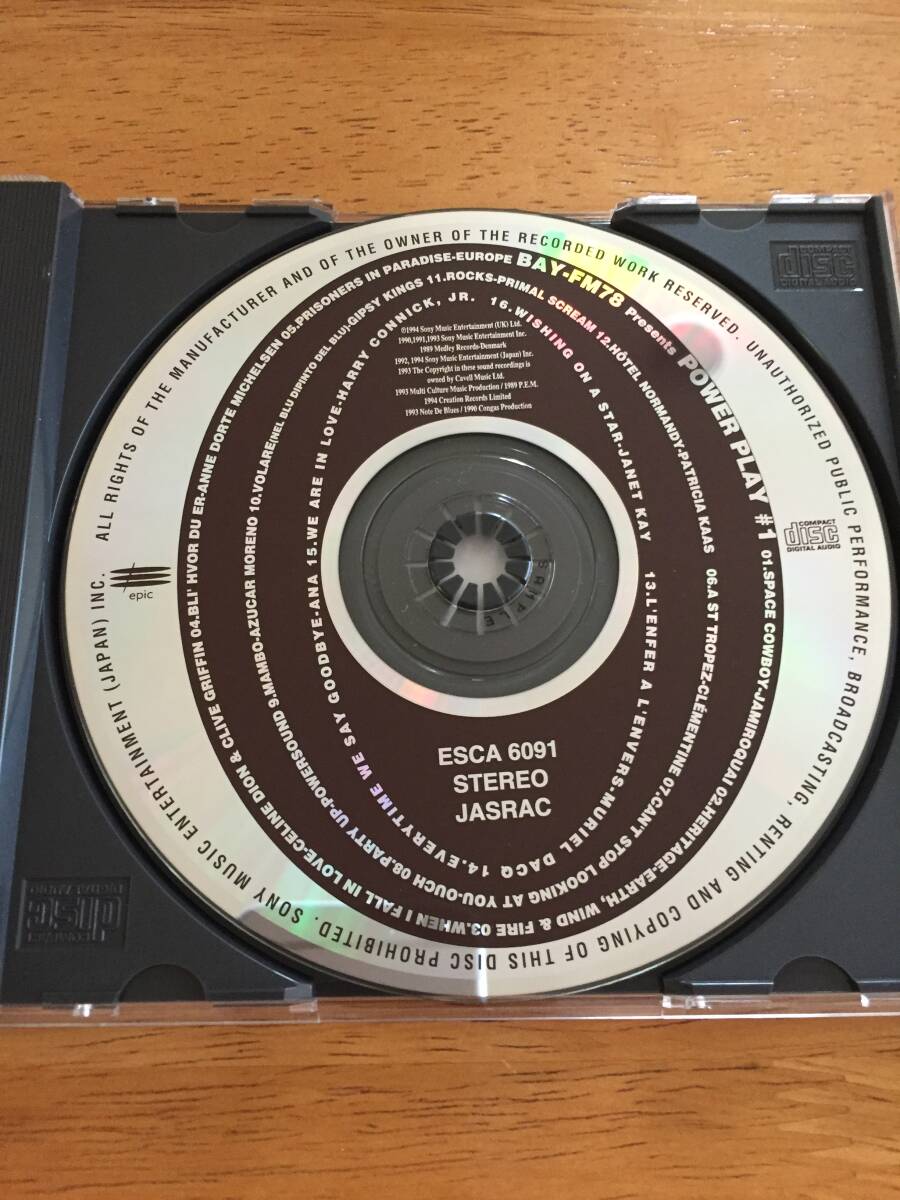 ALL RIGHTS OF THE MANUFACTURER AND OF THE OWNER OF THE RECORDED WORK RESERVED. UNAUTHORIZED PUBLIC PERFORMANCE, BROADCASTING, RENTING AND COPYING OF THIS DISC PROHIBITED. SONY MUSIC ENTERTAINMENT (JAPAN) INC.
BAY-FM78 Presents POWER PLAY #1 01.SPACE COWBOY-JAMIROQUAI 02.HERITAGE-EARTH, WIND & FIRE 03.WHEN I FALL IN LOVE-CELINE DION & CLIVE GRIFFIN 04.BLI' HVOR DU ER-ANNE DORTE MICHELSEN 05.PRISONERS IN PARADISE-EUROPE
06.A ST TROPEZ-CLÉMENTINE 07.CAN'T STOP LOOKING AT YOU-OUCH 08.PARTY UP-POWERSOUND 9.MAMBO-AZUCAR MORENO 10.VOLARE(NEL BLU DIPINTO DEL BLU)-GIPSY KINGS 11.ROCKS-PRIMAL SCREAM 12.HÔTEL NORMANDY-PATRICIA KAAS
13.L'ENFER A L'ENVERS-MURIEL DACQ 14.EVERYTIME WE SAY GOODBYE-ANA 15.WE ARE IN LOVE-HARRY CONNICK, JR. 16.WISHING ON A STAR-JANET KAY
℗1994 Sony Music Entertainment (UK) Ltd.
1990,1991,1993 Sony Music Entertainment Inc.
1989 Medley Records-Denmark
1992, 1994 Sony Music Entertainment (Japan) Inc.
1993 The Copyright in these sound recordings is
owned by Cavell Music Ltd.
1993 Multi Culture Music Production / 1989 P.E.M.
1994 Creation Records Limited
1993 Note De Blues / 1990 Congas Production
epic
COMPACT
disc
DIGITAL AUDIO
SAMPLE
ESCA 6091
STEREO
JASRAC
COMPACT
disc
DIGITAL AUDIO
COMPACT
disc
DIGITAL AUDIO